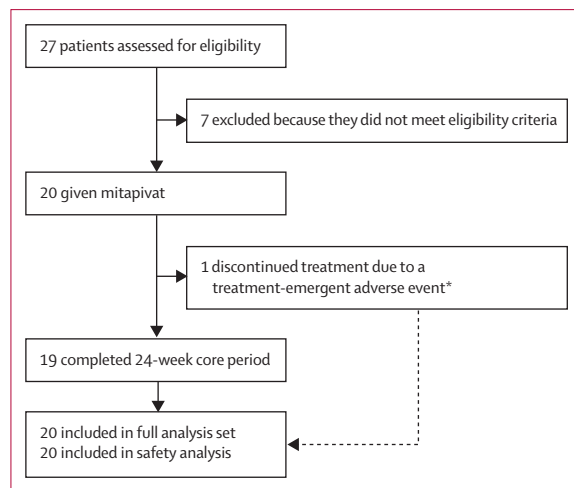 27 patients assessed for eligibility
7 excluded because they did not meet eligibility criteria
20 given mitapivat
1 discontinued treatment due to a
treatment-emergent adverse event*
19 completed 24-week core period
20 included in full analysis set
20 included in safety analysis